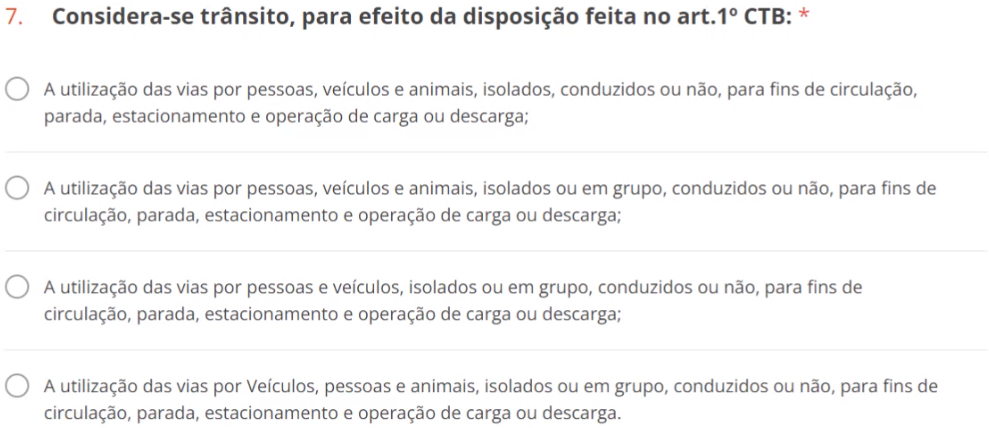 7. Considera-se trânsito, para efeito da disposição feita no art.1º CTB: *
A utilização das vias por pessoas, veículos e animais, isolados, conduzidos ou não, para fins de circulação,
parada, estacionamento e operação de carga ou descarga;
A utilização das vias por pessoas, veículos e animais, isolados ou em grupo, conduzidos ou não, para fins de
circulação, parada, estacionamento e operação de carga ou descarga;
A utilização das vias por pessoas e veículos, isolados ou em grupo, conduzidos ou não, para fins de
circulação, parada, estacionamento e operação de carga ou descarga;
A utilização das vias por Veículos, pessoas e animais, isolados ou em grupo, conduzidos ou não, para fins de
circulação, parada, estacionamento e operação de carga ou descarga.